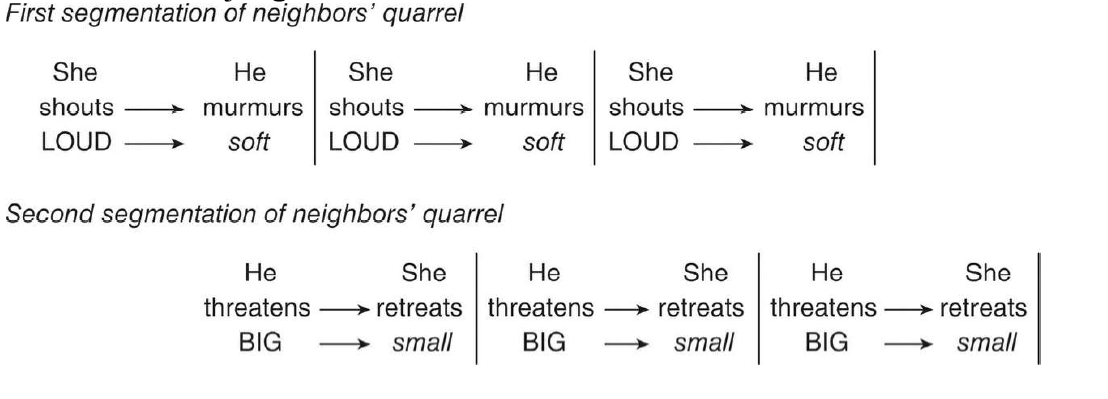 First segmentation of neighbors’ quarrel
She He She He She He
shouts murmurs shouts murmurs shouts murmurs
LOUD soft LOUD soft LOUD soft
Second segmentation of neighbors’ quarrel
He She He She He She
threatens retreats threatens retreats threatens retreats
BIG small BIG small BIG small